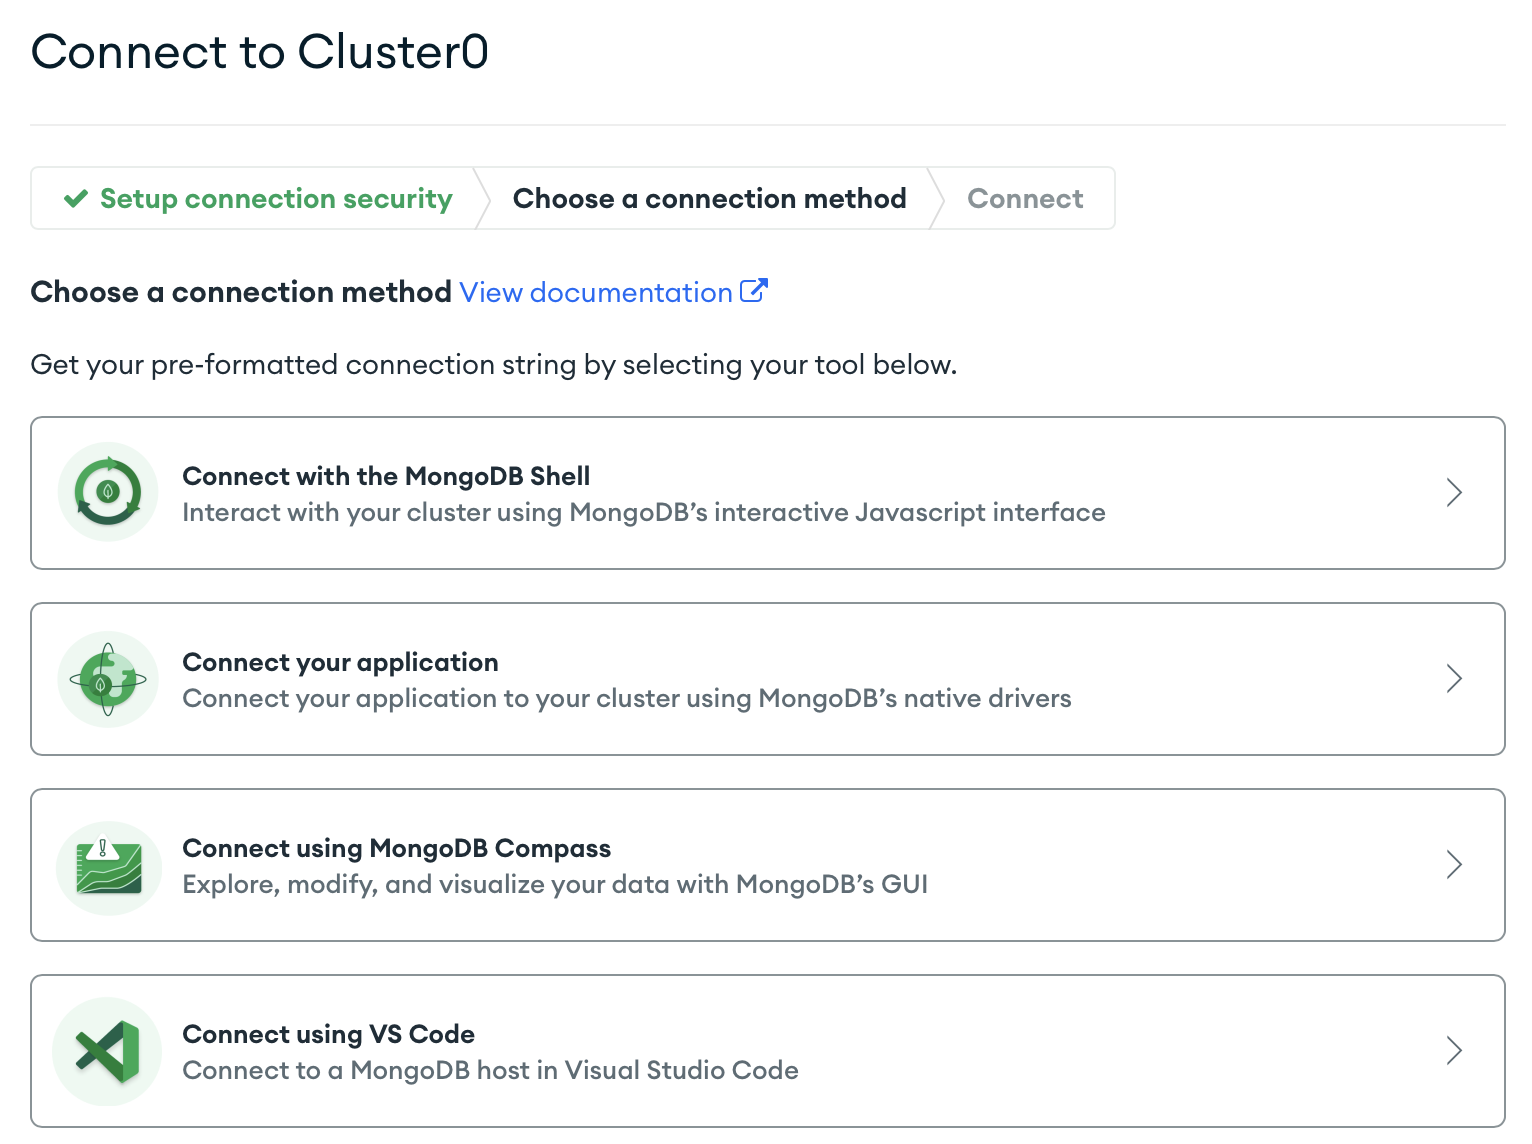 Connect to Cluster0
Setup connection security
Choose a connection method
Connect
Choose a connection method View documentation
Get your pre-formatted connection string by selecting your tool below.
Connect with the MongoDB Shell
Interact with your cluster using MongoDB’s interactive Javascript interface
Connect your application
Connect your application to your cluster using MongoDB’s native drivers
Connect using MongoDB Compass
Explore, modify, and visualize your data with MongoDB’s GUI
Connect using VS Code
Connect to a MongoDB host in Visual Studio Code